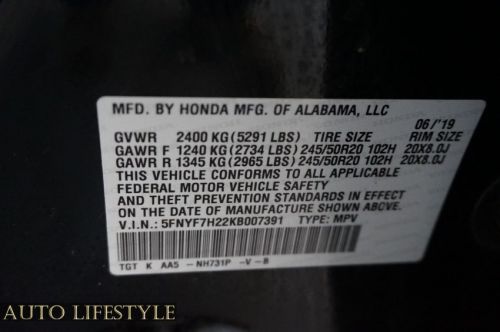 MFD. BY HONDA MFG. OF ALABAMA, LLC
06/'19
GVWR 2400 KG (5291 LBS) TIRE SIZE RIM SIZE
GAWR F 1240 KG (2734 LBS) 245/50R20 102H 20X8.0J
GAWR R 1345 KG (2965 LBS) 245/50R20 102H 20X8.0J
THIS VEHICLE CONFORMS TO ALL APPLICABLE
FEDERAL MOTOR VEHICLE SAFETY
AND THEFT PREVENTION STANDARDS IN EFFECT
ON THE DATE OF MANUFACTURE SHOWN ABOVE.
V.I.N.: 5FNYF7H22KB007391 TYPE: MPV
TGT K AA5 -NH731P -V-B
AUTO LIFESTYLE